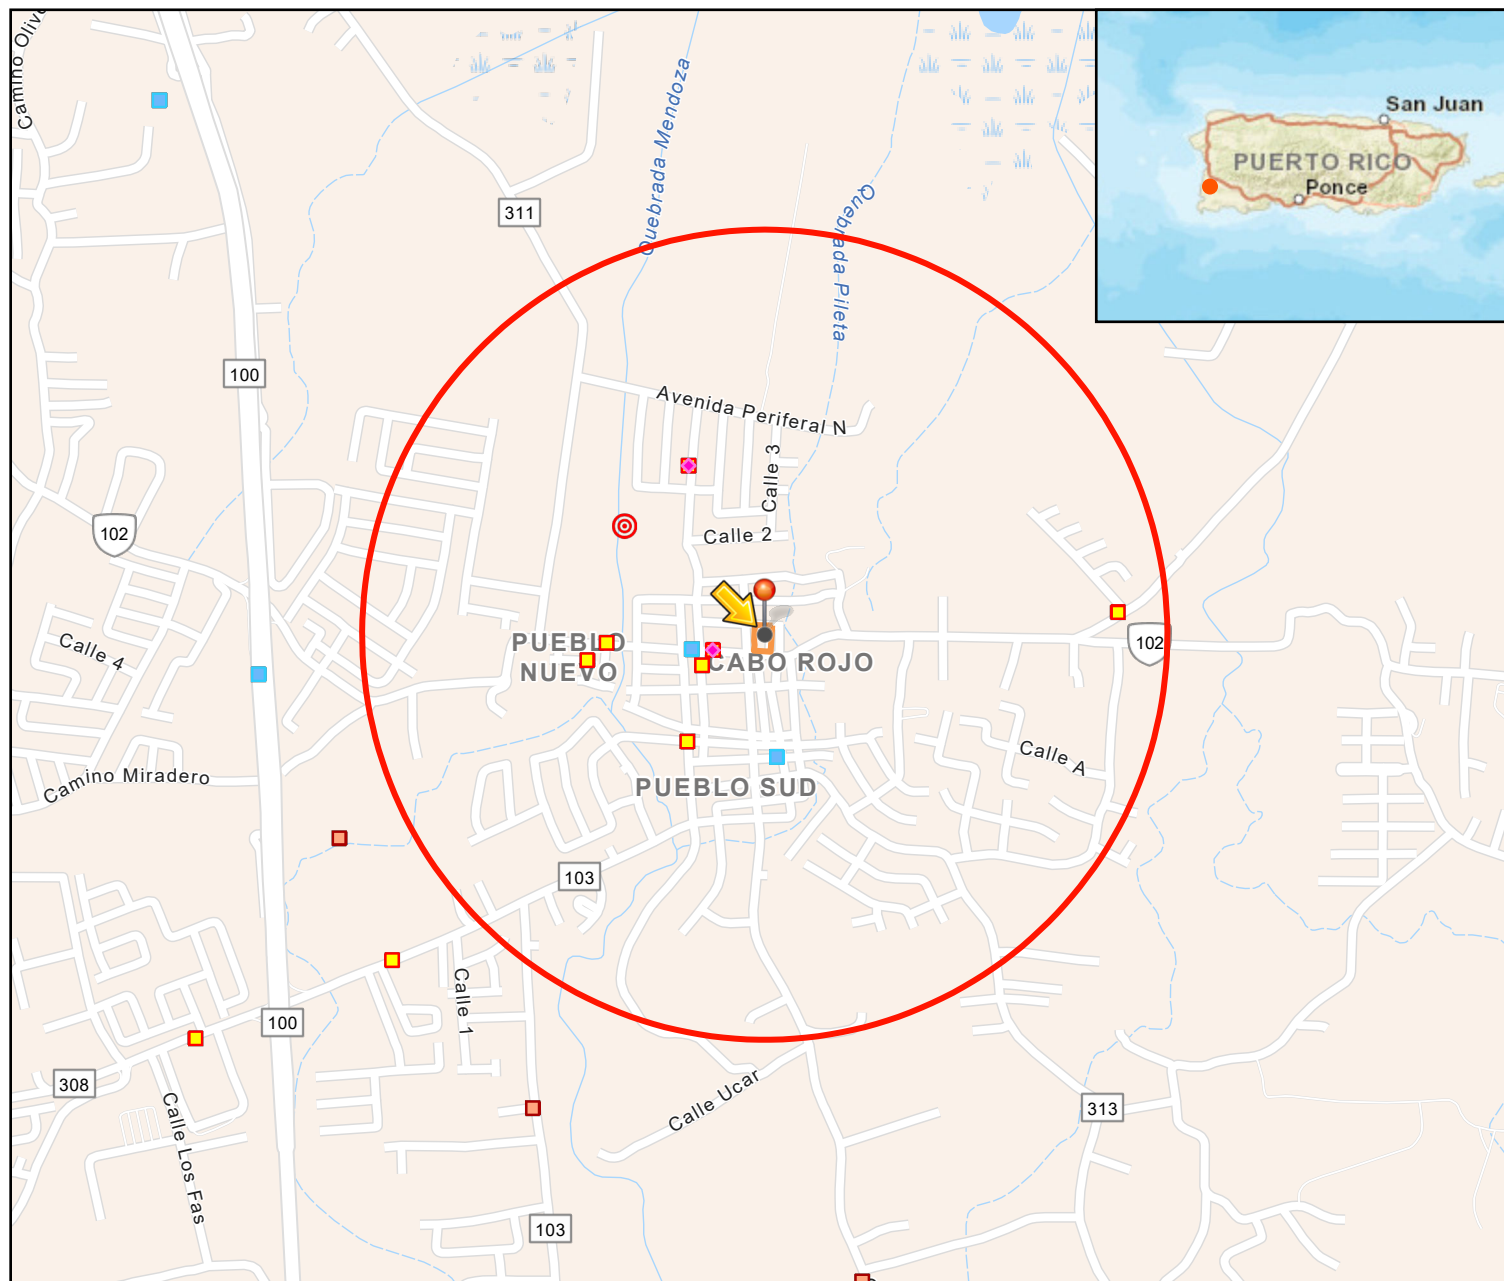 Camino Olivo
San Juan
PUERTO RICO
Ponce
Quebrada Mendoza
Quebrada Pileta
311
100
Avenida Periferal N
Calle 3
Calle 2
102
PUEBLO
NUEVO
CABO ROJO
102
Calle 4
Calle A
Camino Miradero
PUEBLO SUD
103
Calle 1
100
308
Calle Ucar
313
Calle Los Fas
103